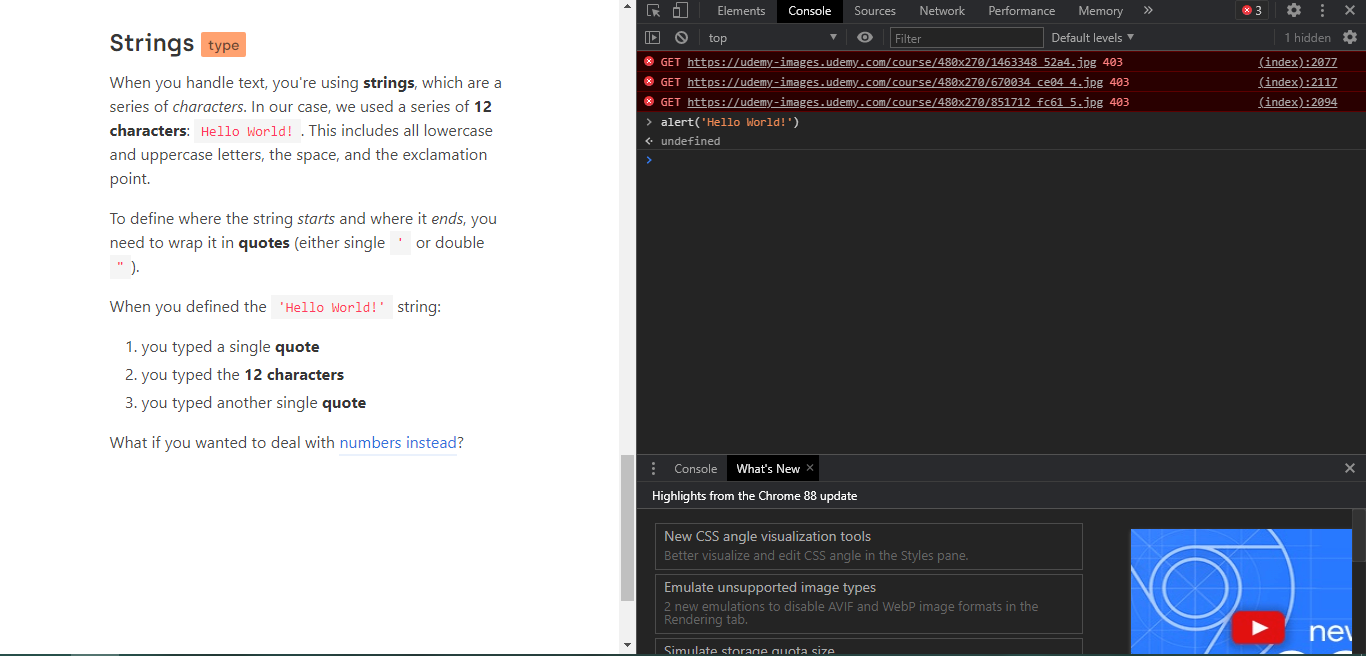 Strings type
When you handle text, you're using strings, which are a
series of characters. In our case, we used a series of 12
characters: Hello World! . This includes all lowercase
and uppercase letters, the space, and the exclamation
point.
To define where the string starts and where it ends, you
need to wrap it in quotes (either single ' or double
" ).
When you defined the 'Hello World!' string:
1. you typed a single quote
2. you typed the 12 characters
3. you typed another single quote
What if you wanted to deal with numbers instead?
Elements Console Sources Network Performance Memory » 3
top Filter Default levels 1 hidden
GET https://udemy-images.udemy.com/course/480x270/1463348_52a4.jpg 403 (index):2077
GET https://udemy-images.udemy.com/course/480x270/670034_ce04_4.jpg 403 (index):2117
GET https://udemy-images.udemy.com/course/480x270/851712_fc61_5.jpg 403 (index):2094
> alert('Hello World!')
undefined
>
Console What's New ×
Highlights from the Chrome 88 update
New CSS angle visualization tools
Better visualize and edit CSS angle in the Styles pane.
Emulate unsupported image types
2 new emulations to disable AVIF and WebP image formats in the
Rendering tab.
Simulate storage quota size
new